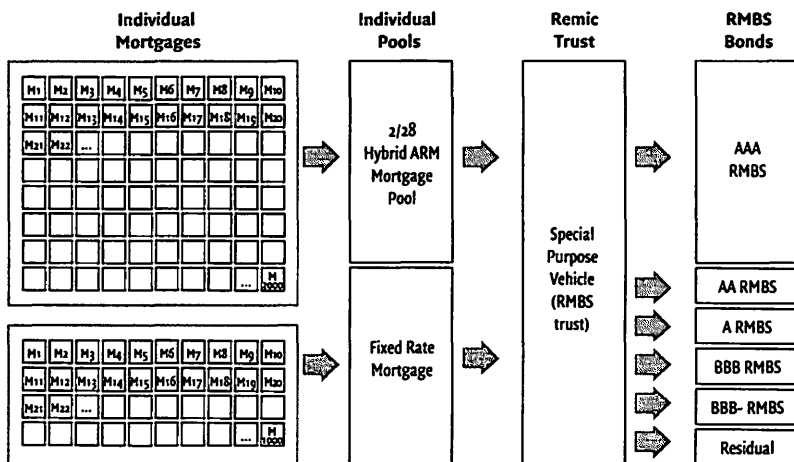 Individual
Mortgages
Individual
Pools
Remic
Trust
RMBS
Bonds
M1 M2 M3 M4 M5 M6 M7 M8 M9 M10
M11 M12 M13 M14 M15 M16 M17 M18 M19 M20
M21 M22 ...
... M
2000
2/28
Hybrid ARM
Mortgage
Pool
Special
Purpose
Vehicle
(RMBS
trust)
AAA
RMBS
AA RMBS
A RMBS
BBB RMBS
BBB- RMBS
Residual
M1 M2 M3 M4 M5 M6 M7 M8 M9 M10
M11 M12 M13 M14 M15 M16 M17 M18 M19 M20
M21 M22 ...
... M
1000
Fixed Rate
Mortgage